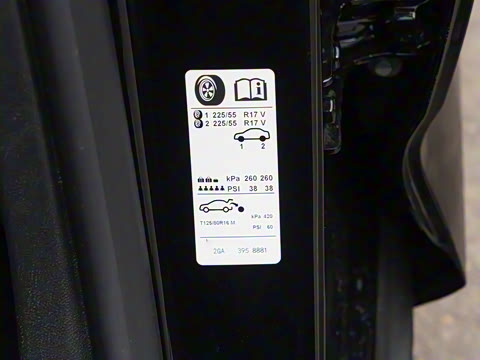 1 225/55 R17 V
2 225/55 R17 V
1 2
kPa 260 260
PSI 38 38
kPa 420
T125/80R16 M
PSI 60
2GA 395 8881